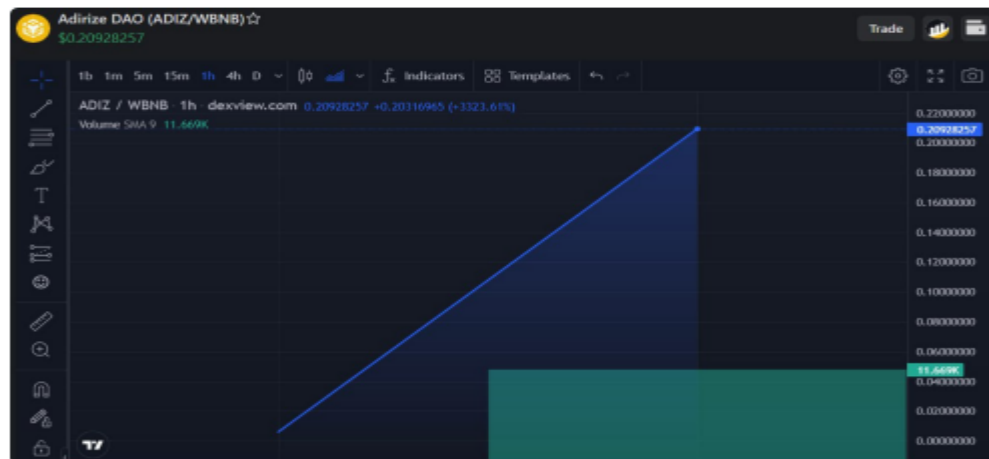 Adirize DAO (ADIZ/WBNB)
$0.20928257
Trade
1b 1m 5m 15m 1h 4h D Indicators Templates
ADIZ / WBNB · 1h · dexview.com 0.20928257 +0.20316965 (+3323.61%)
Volume SMA 9 11.669K
0.22000000
0.20928257
0.20000000
0.18000000
0.16000000
0.14000000
0.12000000
0.10000000
0.08000000
0.06000000
11.669K
0.04000000
0.02000000
0.00000000